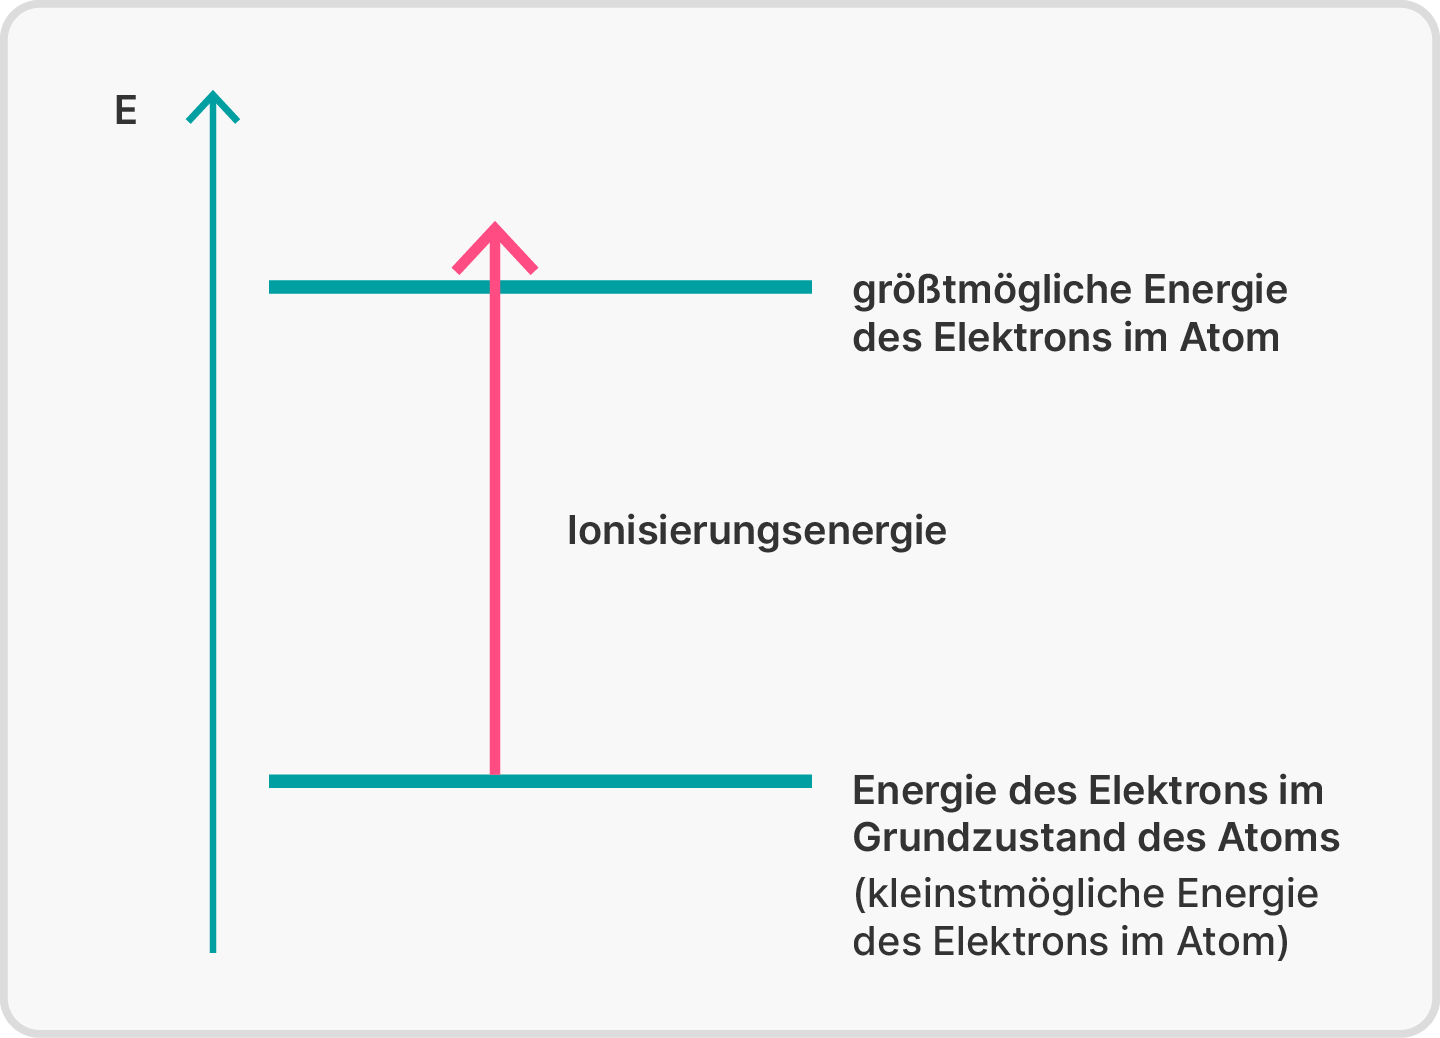 E
größtmögliche Energie
des Elektrons im Atom
Ionisierungsenergie
Energie des Elektrons im
Grundzustand des Atoms
(kleinstmögliche Energie
des Elektrons im Atom)